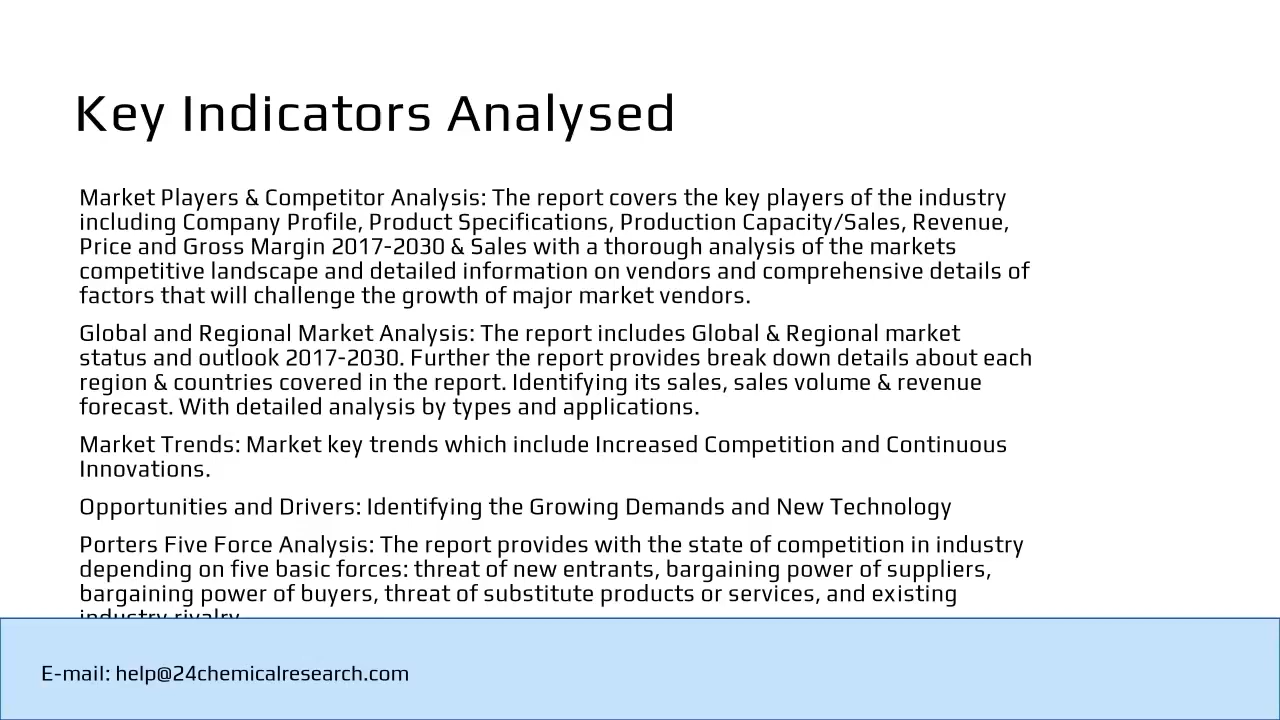 Key Indicators Analysed
Market Players & Competitor Analysis: The report covers the key players of the industry
including Company Profile, Product Specifications, Production Capacity/Sales, Revenue,
Price and Gross Margin 2017-2030 & Sales with a thorough analysis of the markets
competitive landscape and detailed information on vendors and comprehensive details of
factors that will challenge the growth of major market vendors.
Global and Regional Market Analysis: The report includes Global & Regional market
status and outlook 2017-2030. Further the report provides break down details about each
region & countries covered in the report. Identifying its sales, sales volume & revenue
forecast. With detailed analysis by types and applications.
Market Trends: Market key trends which include Increased Competition and Continuous
Innovations.
Opportunities and Drivers: Identifying the Growing Demands and New Technology
Porters Five Force Analysis: The report provides with the state of competition in industry
depending on five basic forces: threat of new entrants, bargaining power of suppliers,
bargaining power of buyers, threat of substitute products or services, and existing
industry rivalry
E-mail: help@24chemicalresearch.com